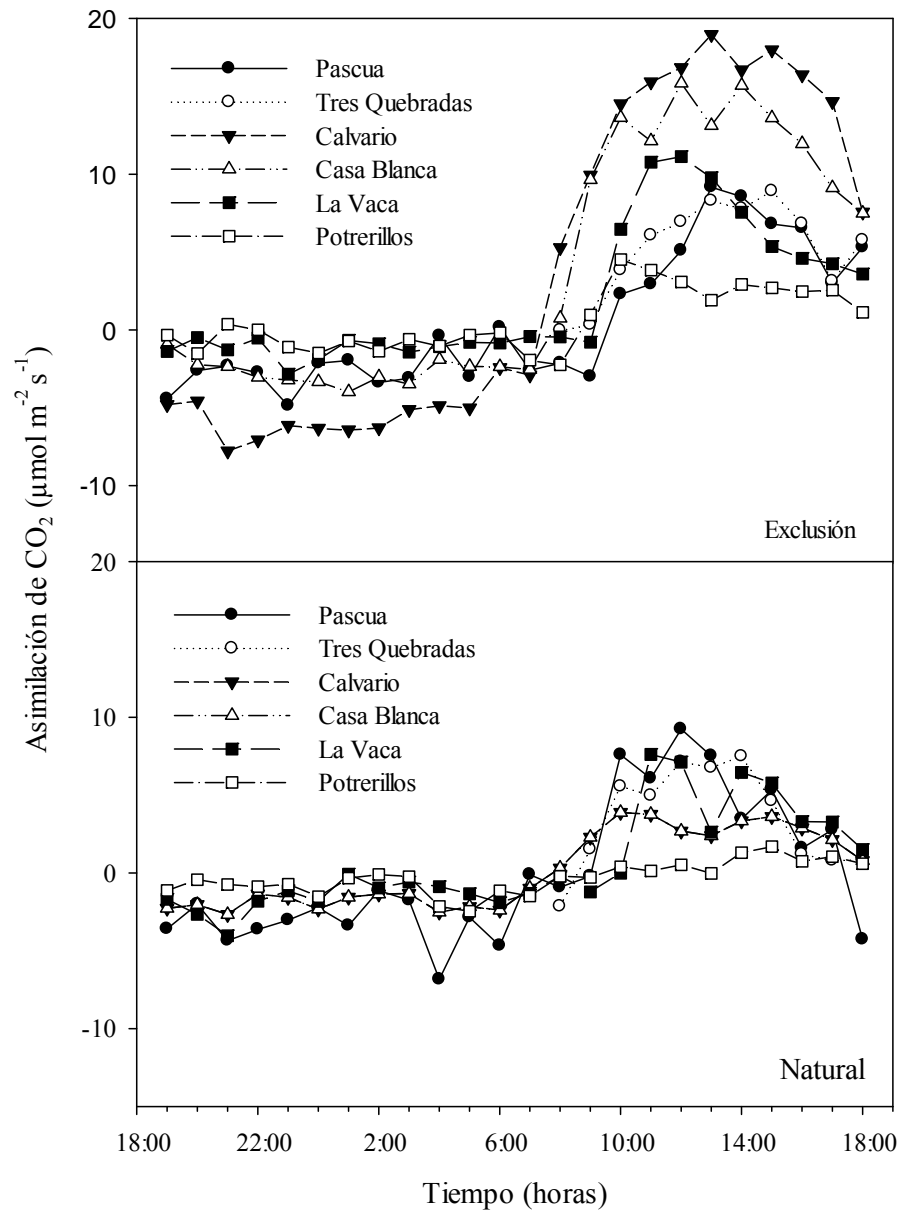 20
10
0
-10
Pascua
Tres Quebradas
Calvario
Casa Blanca
La Vaca
Potrerillos
Exclusión
Asimilación de CO₂ (µmol m⁻² s⁻¹)
20
10
0
-10
Pascua
Tres Quebradas
Calvario
Casa Blanca
La Vaca
Potrerillos
Natural
18:00 22:00 2:00 6:00 10:00 14:00 18:00
Tiempo (horas)